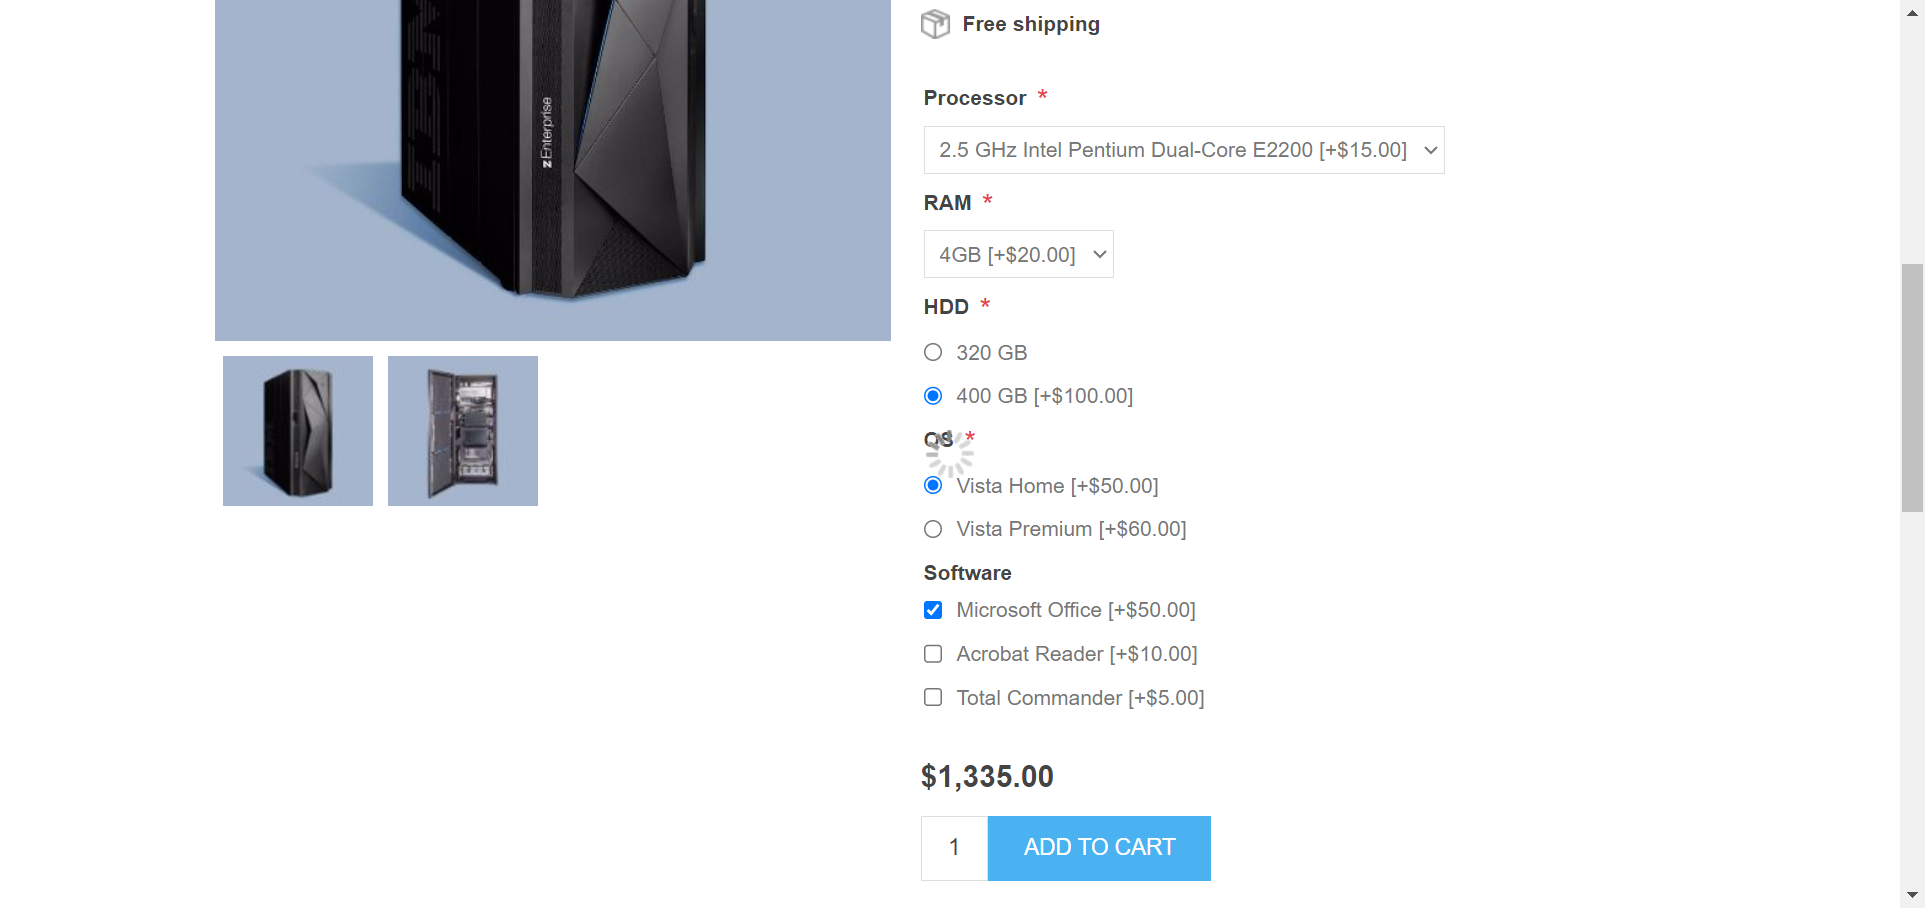 IBM
zEnterprise
Free shipping
Processor *
2.5 GHz Intel Pentium Dual-Core E2200 [+$15.00]
RAM *
4GB [+$20.00]
HDD *
320 GB
400 GB [+$100.00]
OS *
Vista Home [+$50.00]
Vista Premium [+$60.00]
Software
Microsoft Office [+$50.00]
Acrobat Reader [+$10.00]
Total Commander [+$5.00]
$1,335.00
1
ADD TO CART